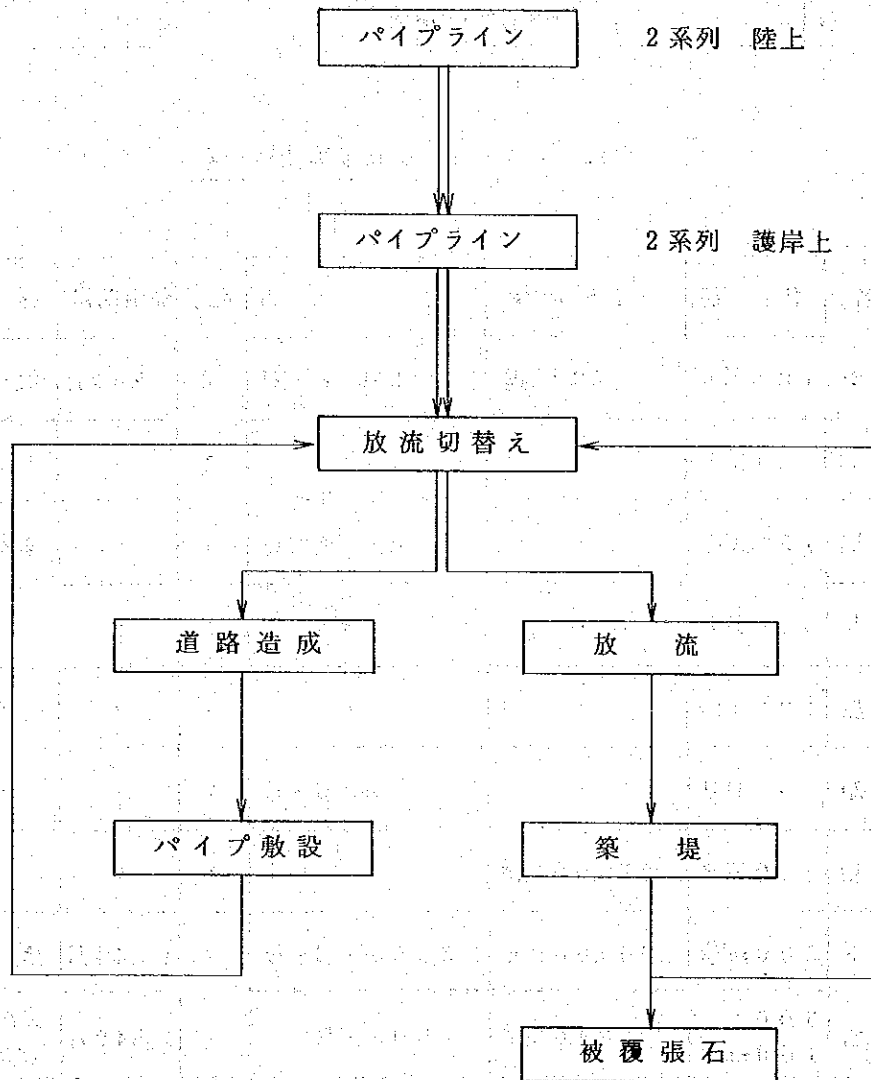 パイプライン 2系列 陸上
パイプライン 2系列 護岸上
放流切替え
道路造成 放流
パイプ敷設 築堤
被覆張石